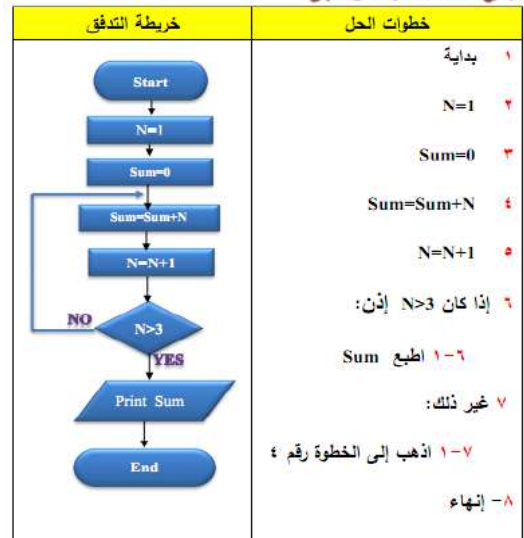 خطوات الحل
١ بداية
٢ N=1
٣ Sum=0
٤ Sum=Sum+N
٥ N=N+1
٦ إذا كان N>3 إذن:
٦-١ اطبع Sum
٧ غير ذلك:
٧-١ اذهب إلى الخطوة رقم ٤
٨- إنهاء
خريطة التدفق
Start
N=1
Sum=0
Sum=Sum+N
N=N+1
N>3
NO
YES
Print Sum
End